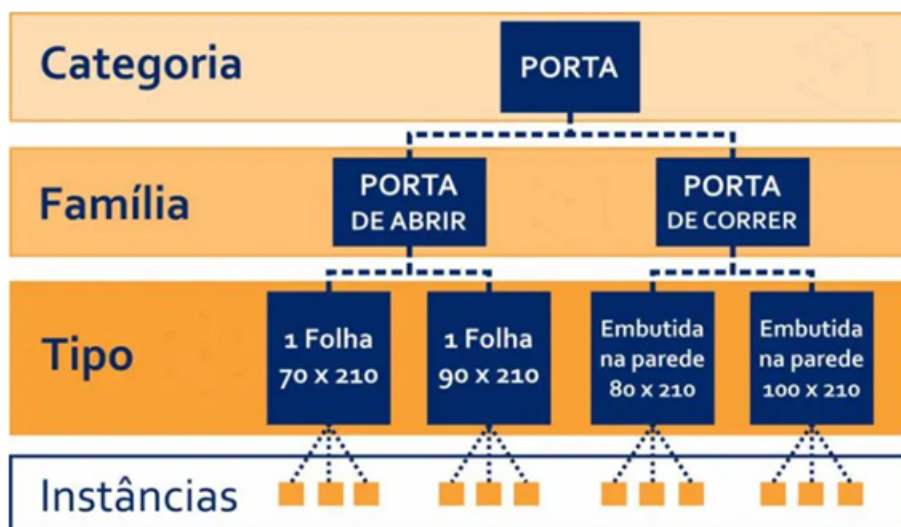 Categoria
PORTA
Família
PORTA
DE ABRIR
PORTA
DE CORRER
Tipo
1 Folha
70 x 210
1 Folha
90 x 210
Embutida
na parede
80 x 210
Embutida
na parede
100 x 210
Instâncias